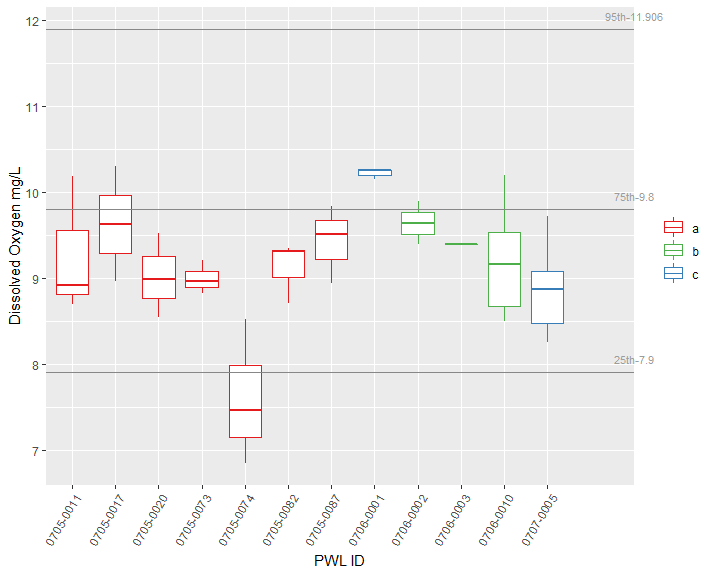 Dissolved Oxygen mg/L
12
11
10
9
8
7
95th-11.906
75th-9.8
25th-7.9
0705-0011
0705-0017
0705-0020
0705-0073
0705-0074
0705-0082
0705-0087
0706-0001
0706-0002
0706-0003
0706-0010
0707-0005
PWL ID
a
b
c